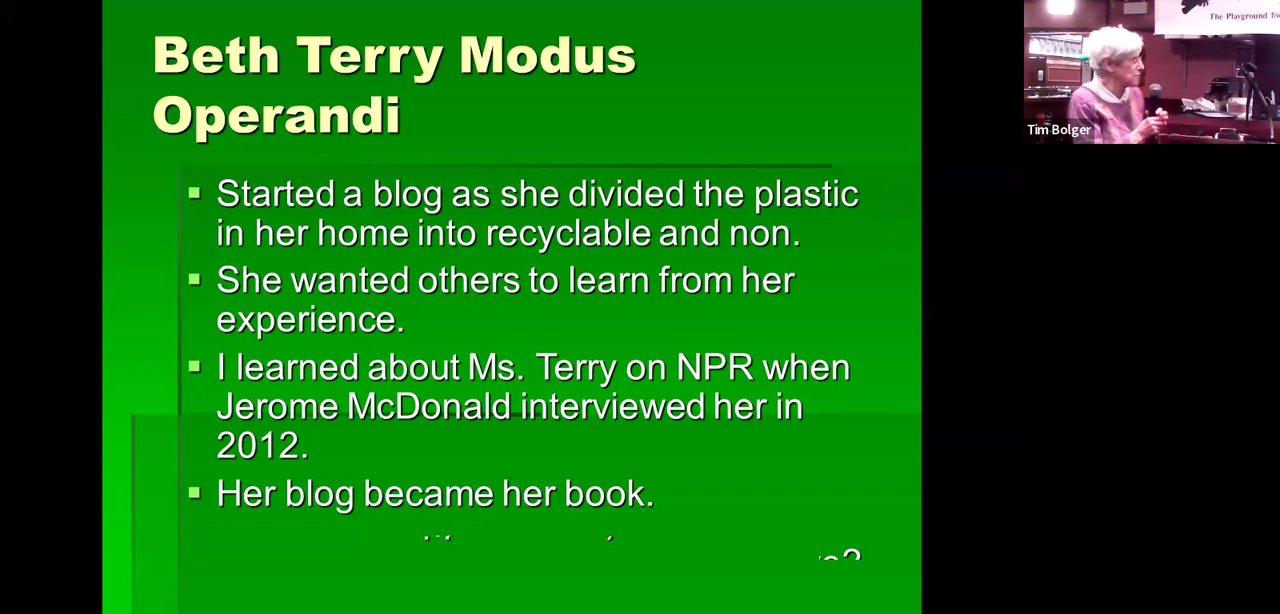 Beth Terry Modus
Operandi
Started a blog as she divided the plastic
in her home into recyclable and non.
She wanted others to learn from her
experience.
I learned about Ms. Terry on NPR when
Jerome McDonald interviewed her in
2012.
Her blog became her book.
The Playground
Tim Bolger